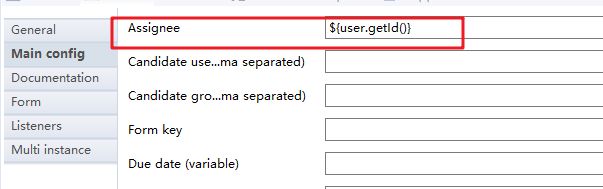 General
Main config
Documentation
Form
Listeners
Multi instance
Assignee ${user.getId()}
Candidate use...ma separated)
Candidate gro...ma separated)
Form key
Due date (variable)